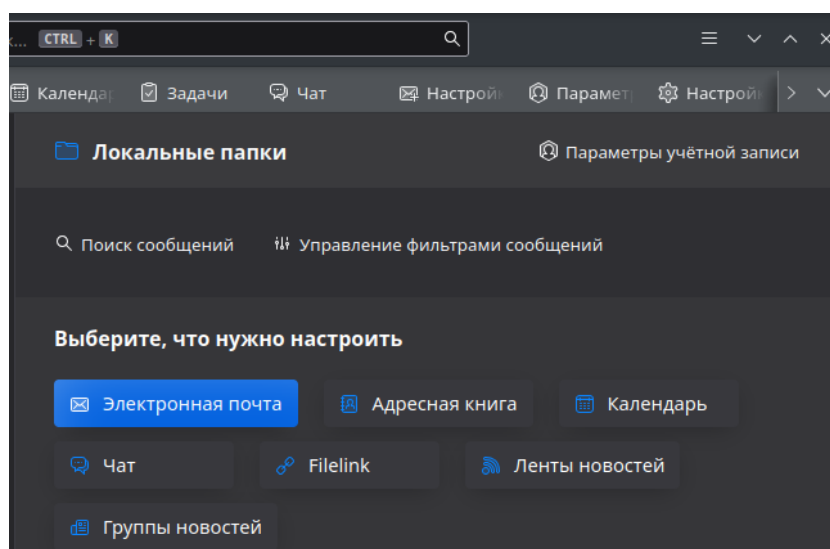 CTRL + K
Календар Задачи Чат Настрой Парамет Настрой
Локальные папки Параметры учётной записи
Поиск сообщений Управление фильтрами сообщений
Выберите, что нужно настроить
Электронная почта Адресная книга Календарь
Чат Filelink Ленты новостей
Группы новостей